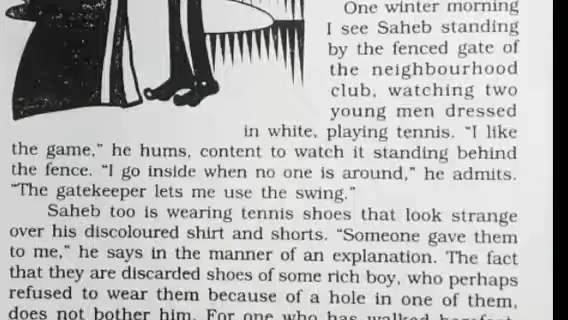 One winter morning
I see Saheb standing
by the fenced gate of
the neighbourhood
club, watching two
young men dressed
in white, playing tennis. "I like
the game," he hums, content to watch it standing behind
the fence. "I go inside when no one is around," he admits.
"The gatekeeper lets me use the swing."
Saheb too is wearing tennis shoes that look strange
over his discoloured shirt and shorts. "Someone gave them
to me," he says in the manner of an explanation. The fact
that they are discarded shoes of some rich boy, who perhaps
refused to wear them because of a hole in one of them,
does not bother him. For one who has walked barefoot,